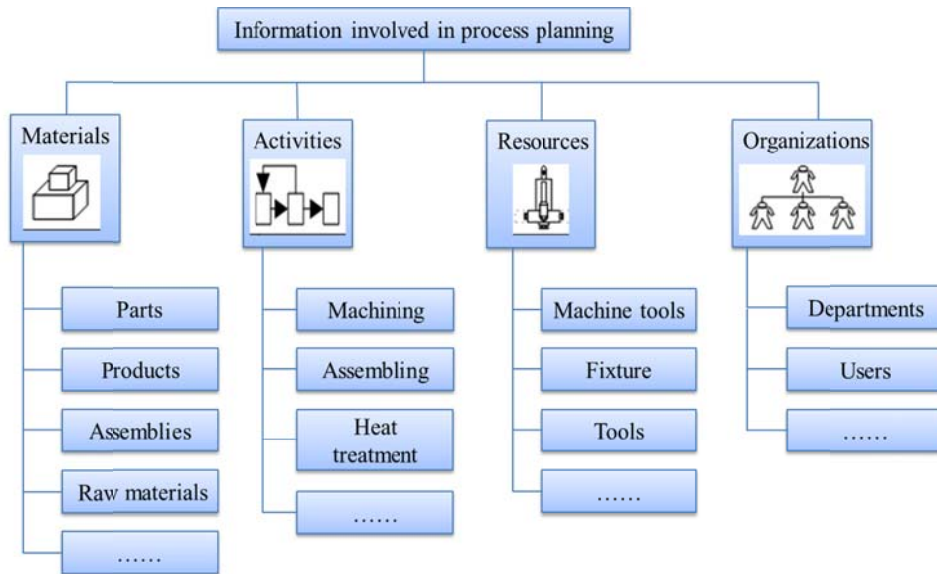 Information involved in process planning
Materials
Activities
Resources
Organizations
Parts
Products
Assemblies
Raw materials
......
Machining
Assembling
Heat
treatment
......
Machine tools
Fixture
Tools
......
Departments
Users
......